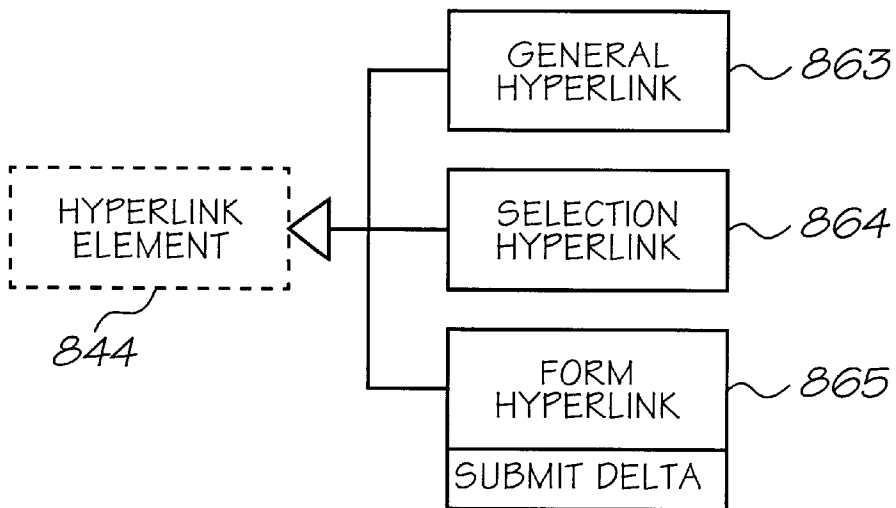 GENERAL
HYPERLINK
863
HYPERLINK
ELEMENT
844
SELECTION
HYPERLINK
864
FORM
HYPERLINK
865
SUBMIT DELTA